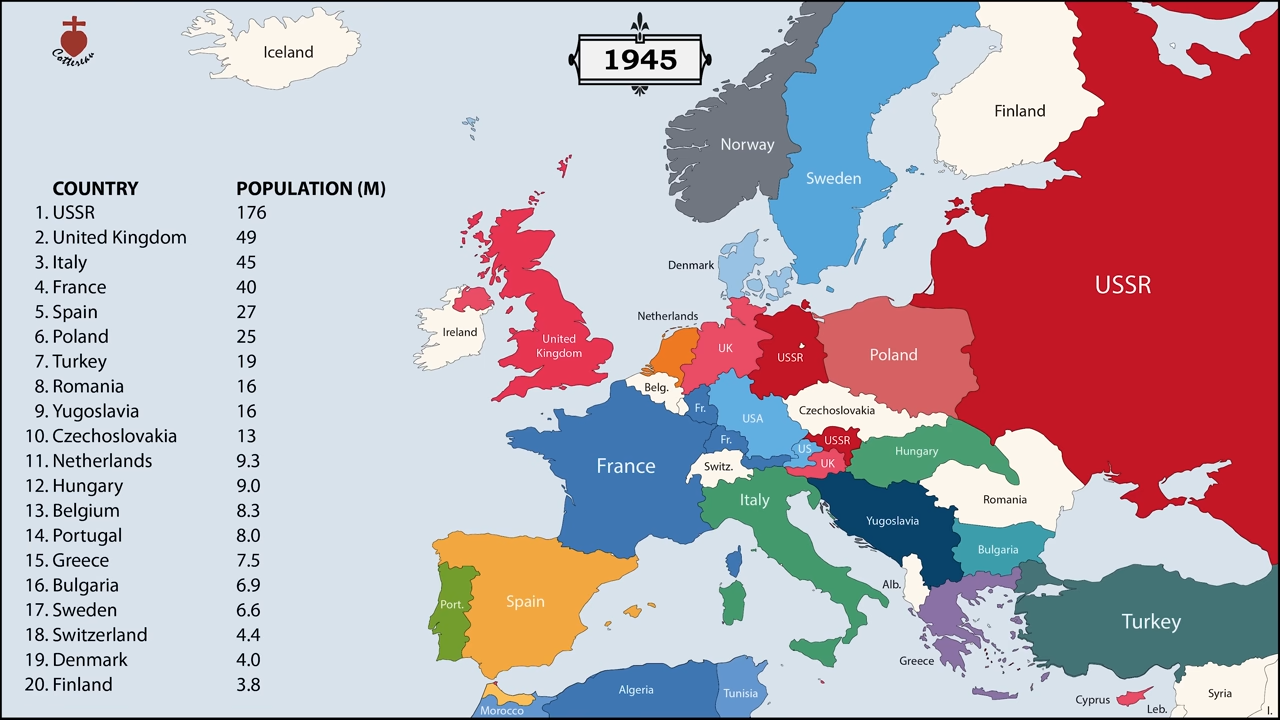 Cottereau
Iceland
1945
Finland
Norway
Sweden
COUNTRY POPULATION (M)
1. USSR 176
2. United Kingdom 49
3. Italy 45
4. France 40
5. Spain 27
6. Poland 25
7. Turkey 19
8. Romania 16
9. Yugoslavia 16
10. Czechoslovakia 13
11. Netherlands 9.3
12. Hungary 9.0
13. Belgium 8.3
14. Portugal 8.0
15. Greece 7.5
16. Bulgaria 6.9
17. Sweden 6.6
18. Switzerland 4.4
19. Denmark 4.0
20. Finland 3.8
Denmark
USSR
Netherlands
Ireland
United
Kingdom
UK
USSR
Poland
Belg.
Fr.
USA
Czechoslovakia
Fr.
USSR
US
UK
Hungary
France
Switz.
Italy
Romania
Yugoslavia
Bulgaria
Alb.
Port.
Spain
Turkey
Greece
Algeria
Tunisia
Morocco
Cyprus
Leb.
Syria
I.